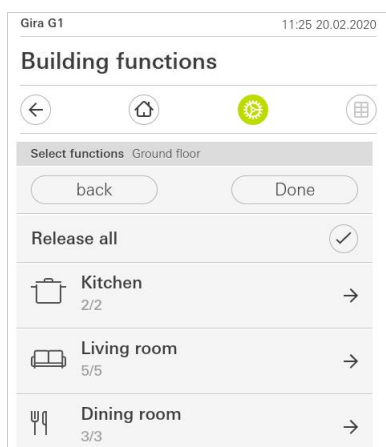 Gira G1 11:25 20.02.2020
Building functions
Select functions Ground floor
back Done
Release all
Kitchen
2/2
Living room
5/5
Dining room
3/3